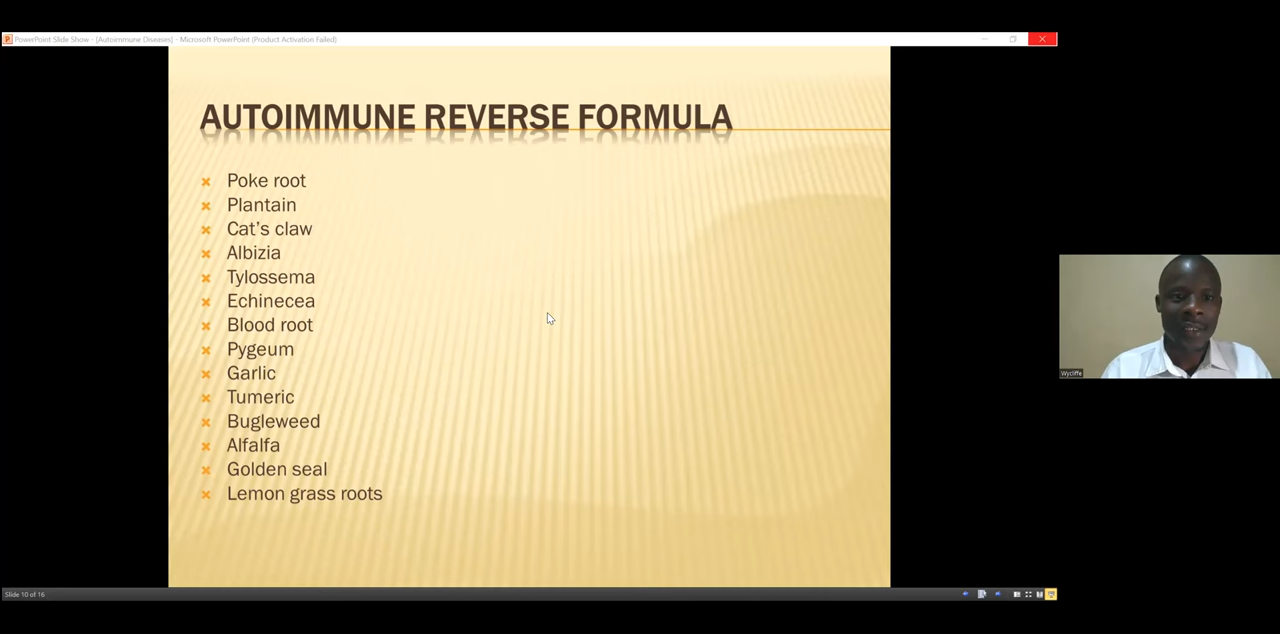 PowerPoint Slide Show - [Autoimmune Diseases] - Microsoft PowerPoint (Product Activation Failed)
AUTOIMMUNE REVERSE FORMULA
Poke root
Plantain
Cat's claw
Albizia
Tylossema
Echinecea
Blood root
Pygeum
Garlic
Tumeric
Bugleweed
Alfalfa
Golden seal
Lemon grass roots
Wycliffe
Slide 10 of 16